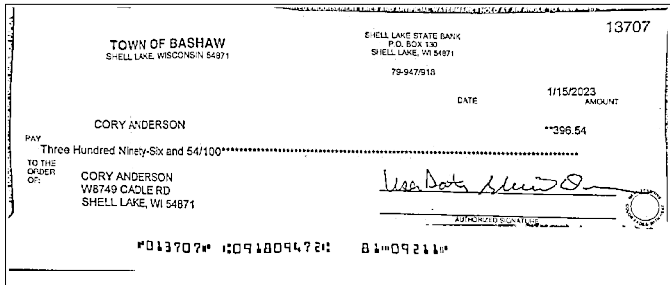 13707
TOWN OF BASHAW
SHELL LAKE, WISCONSIN 54871
SHELL LAKE STATE BANK
P.O. BOX 130
SHELL LAKE, WI 54871
79-947/918
DATE 1/15/2023
AMOUNT
CORY ANDERSON **396.54
PAY
Three Hundred Ninety-Six and 54/100
TO THE ORDER OF:
CORY ANDERSON
W8749 CADLE RD
SHELL LAKE, WI 54871
AUTHORIZED SIGNATURE
⑈013707⑈ ⑆091809472⑆ 81⑈09211⑈